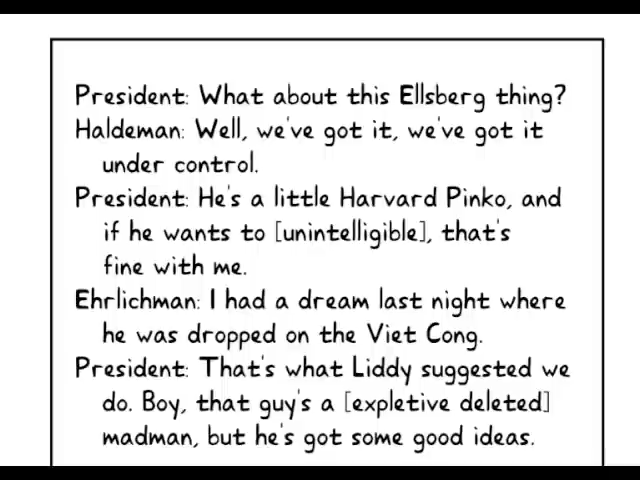 President: What about this Ellsberg thing?
Haldeman: Well, we've got it, we've got it
under control.
President: He's a little Harvard Pinko, and
if he wants to [unintelligible], that's
fine with me.
Ehrlichman: I had a dream last night where
he was dropped on the Viet Cong.
President: That's what Liddy suggested we
do. Boy, that guy's a [expletive deleted]
madman, but he's got some good ideas.